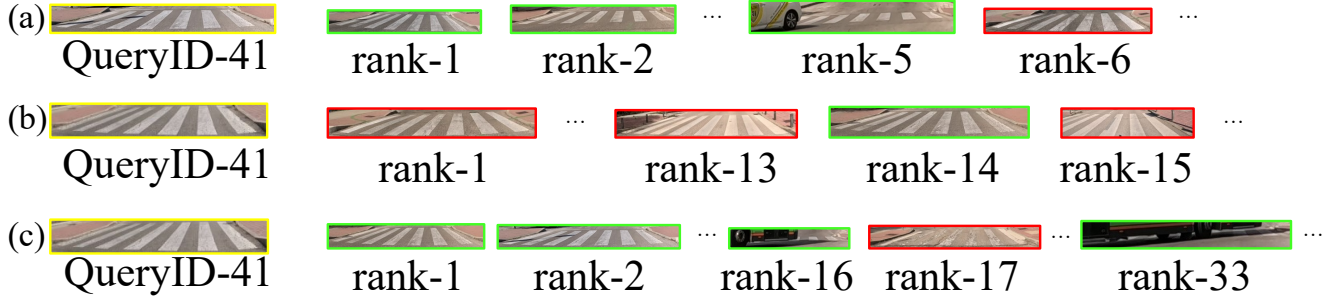 (a) ... ...
QueryID-41 rank-1 rank-2 rank-5 rank-6
(b) ... ...
QueryID-41 rank-1 rank-13 rank-14 rank-15
(c) ... ... ...
QueryID-41 rank-1 rank-2 rank-16 rank-17 rank-33